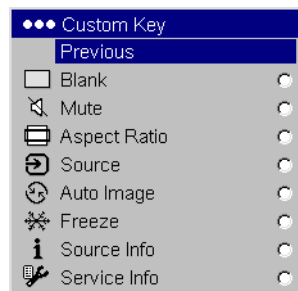 Custom Key
Previous
Blank
Mute
Aspect Ratio
Source
Auto Image
Freeze
Source Info
Service Info